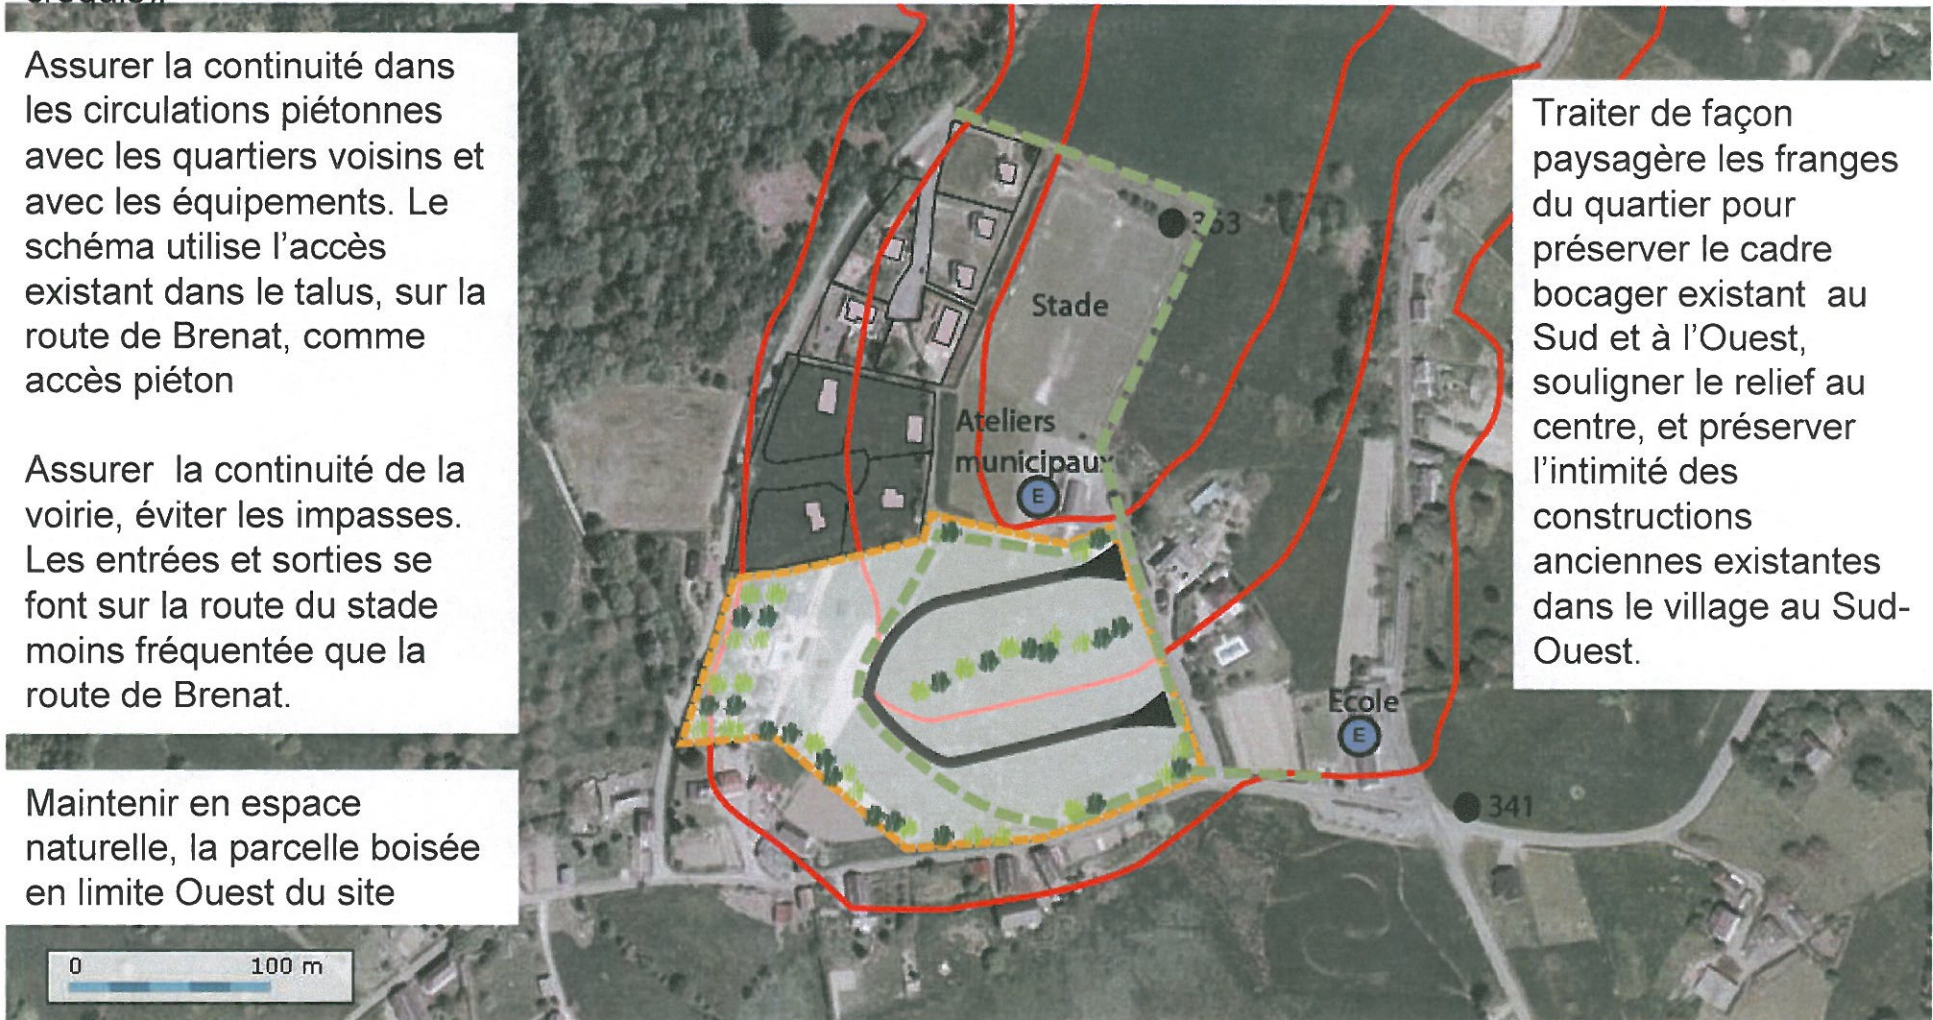 Assurer la continuité dans
les circulations piétonnes
avec les quartiers voisins et
avec les équipements. Le
schéma utilise l'accès
existant dans le talus, sur la
route de Brenat, comme
accès piéton
Assurer la continuité de la
voirie, éviter les impasses.
Les entrées et sorties se
font sur la route du stade
moins fréquentée que la
route de Brenat.
Maintenir en espace
naturelle, la parcelle boisée
en limite Ouest du site
0 100 m
353
Stade
Ateliers
municipaux
E
Ecole
E
341
Traiter de façon
paysagère les franges
du quartier pour
préserver le cadre
bocager existant au
Sud et à l'Ouest,
souligner le relief au
centre, et préserver
l'intimité des
constructions
anciennes existantes
dans le village au Sud-
Ouest.